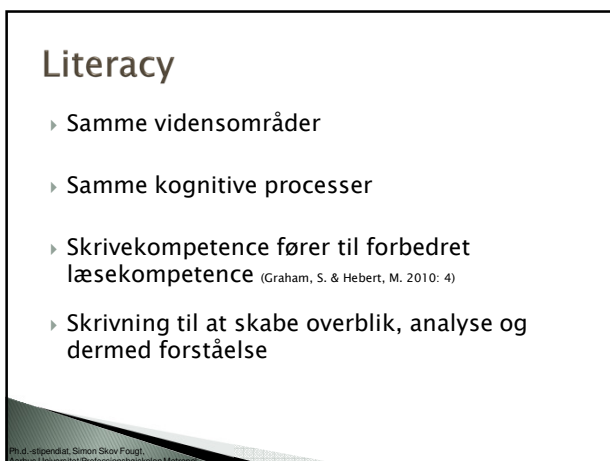 Literacy
Samme vidensområder
Samme kognitive processer
Skrivekompetence fører til forbedret
læsekompetence (Graham, S. & Hebert, M. 2010: 4)
Skrivning til at skabe overblik, analyse og
dermed forståelse
Ph.d.-stipendiat, Simon Skov Fougt,